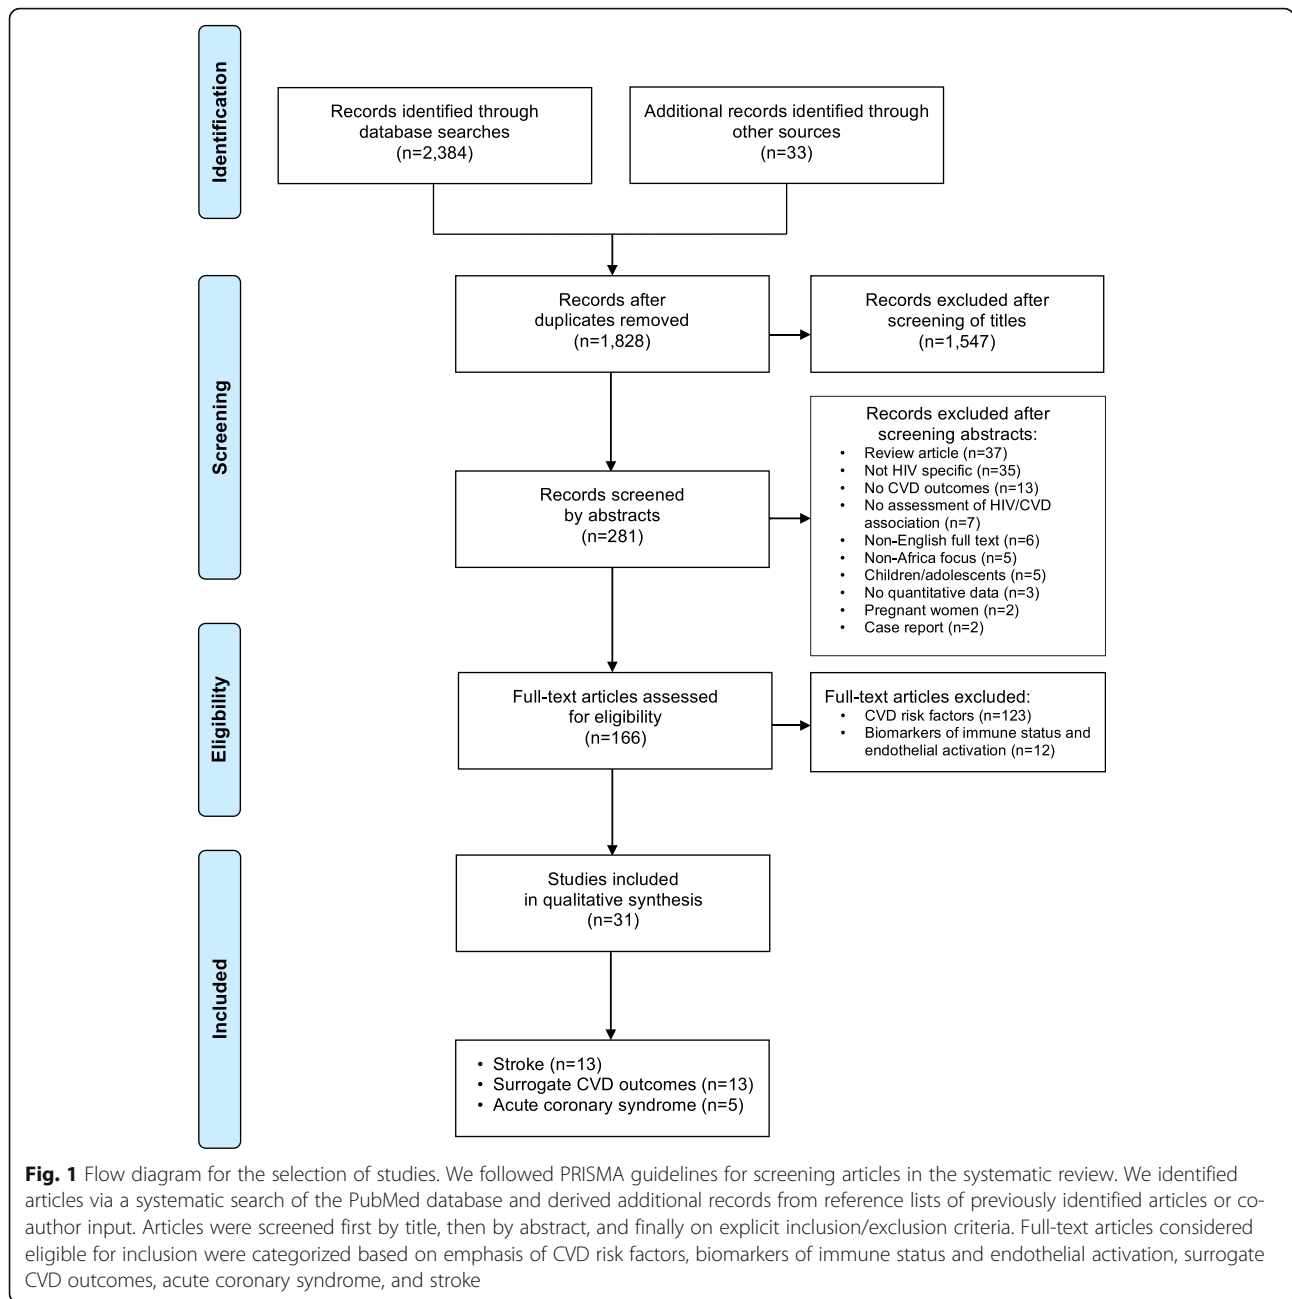 Identification
Records identified through
database searches
(n=2,384)
Additional records identified through
other sources
(n=33)
Screening
Records after
duplicates removed
(n=1,828)
Records excluded after
screening of titles
(n=1,547)
Records screened
by abstracts
(n=281)
Records excluded after
screening abstracts:
• Review article (n=37)
• Not HIV specific (n=35)
• No CVD outcomes (n=13)
• No assessment of HIV/CVD
association (n=7)
• Non-English full text (n=6)
• Non-Africa focus (n=5)
• Children/adolescents (n=5)
• No quantitative data (n=3)
• Pregnant women (n=2)
• Case report (n=2)
Eligibility
Full-text articles assessed
for eligibility
(n=166)
Full-text articles excluded:
• CVD risk factors (n=123)
• Biomarkers of immune status and
endothelial activation (n=12)
Included
Studies included
in qualitative synthesis
(n=31)
• Stroke (n=13)
• Surrogate CVD outcomes (n=13)
• Acute coronary syndrome (n=5)
Fig. 1 Flow diagram for the selection of studies. We followed PRISMA guidelines for screening articles in the systematic review. We identified
articles via a systematic search of the PubMed database and derived additional records from reference lists of previously identified articles or co-
author input. Articles were screened first by title, then by abstract, and finally on explicit inclusion/exclusion criteria. Full-text articles considered
eligible for inclusion were categorized based on emphasis of CVD risk factors, biomarkers of immune status and endothelial activation, surrogate
CVD outcomes, acute coronary syndrome, and stroke